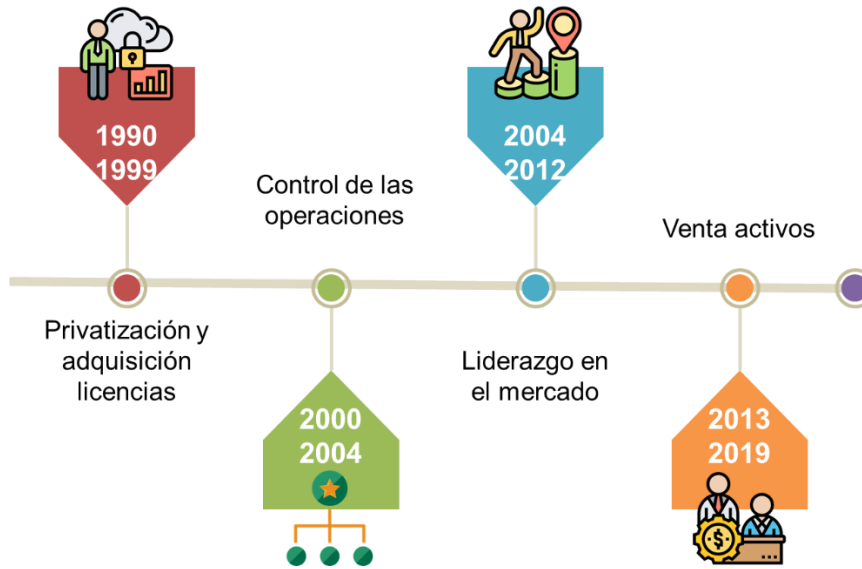 1990
1999
Privatización y
adquisición
licencias
Control de las
operaciones
2000
2004
2004
2012
Liderazgo en
el mercado
Venta activos
2013
2019
$